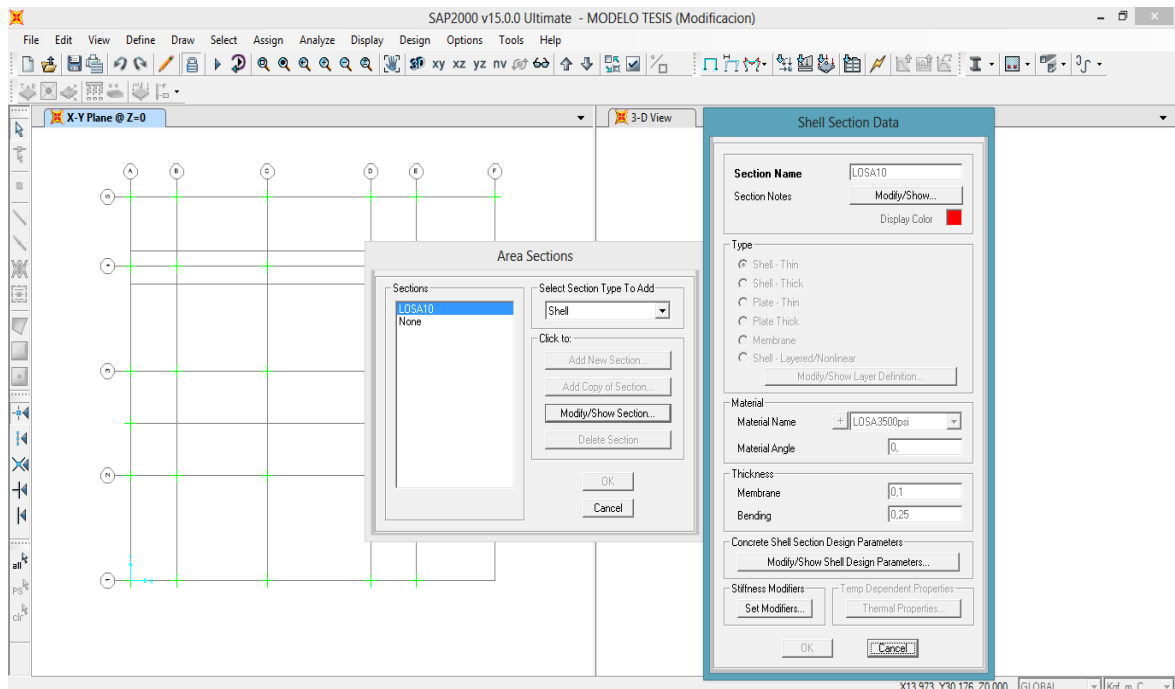 SAP2000 v15.0.0 Ultimate - MODELO TESIS (Modificacion)
File Edit View Define Draw Select Assign Analyze Display Design Options Tools Help
xy xz yz nv
X-Y Plane @ Z=0
3-D View
A B C D E F
5
4
3
2
1
all
PS
clr
Area Sections
Sections
LOSA10
None
Select Section Type To Add
Shell
Click to:
Add New Section...
Add Copy of Section...
Modify/Show Section...
Delete Section
OK
Cancel
Shell Section Data
Section Name LOSA10
Section Notes Modify/Show...
Display Color
Type
Shell - Thin
Shell - Thick
Plate - Thin
Plate Thick
Membrane
Shell - Layered/Nonlinear
Modify/Show Layer Definition...
Material
Material Name + LOSA3500psi
Material Angle 0,
Thickness
Membrane 0,1
Bending 0,25
Concrete Shell Section Design Parameters
Modify/Show Shell Design Parameters...
Stiffness Modifiers Temp Dependent Properties
Set Modifiers... Thermal Properties...
OK Cancel
X13,973 Y30,176 Z0,000 GLOBAL Kgf, m, C